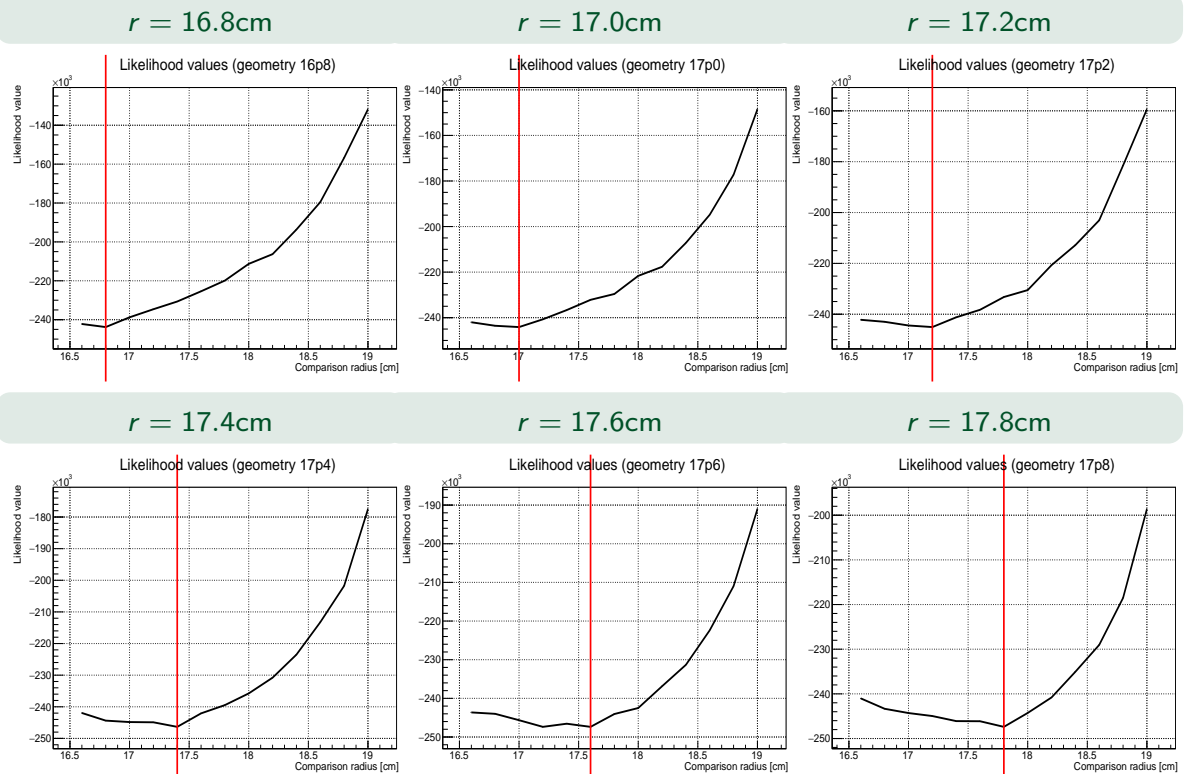 r = 16.8cm
r = 17.0cm
r = 17.2cm
Likelihood values (geometry 16p8)
×10³
Likelihood value
−140
−160
−180
−200
−220
−240
16.5 17 17.5 18 18.5 19
Comparison radius [cm]
Likelihood values (geometry 17p0)
×10³
Likelihood value
−140
−160
−180
−200
−220
−240
16.5 17 17.5 18 18.5 19
Comparison radius [cm]
Likelihood values (geometry 17p2)
×10³
Likelihood value
−160
−180
−200
−220
−240
16.5 17 17.5 18 18.5 19
Comparison radius [cm]
r = 17.4cm
r = 17.6cm
r = 17.8cm
Likelihood values (geometry 17p4)
×10³
Likelihood value
−180
−190
−200
−210
−220
−230
−240
−250
16.5 17 17.5 18 18.5 19
Comparison radius [cm]
Likelihood values (geometry 17p6)
×10³
Likelihood value
−190
−200
−210
−220
−230
−240
−250
16.5 17 17.5 18 18.5 19
Comparison radius [cm]
Likelihood values (geometry 17p8)
×10³
Likelihood value
−200
−210
−220
−230
−240
−250
16.5 17 17.5 18 18.5 19
Comparison radius [cm]